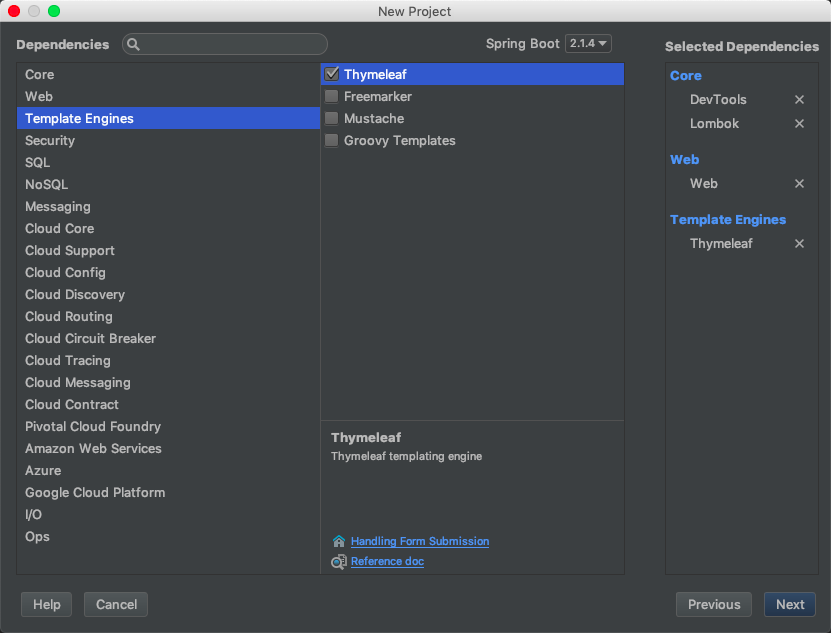 New Project
Dependencies
Spring Boot 2.1.4
Selected Dependencies
Core
Web
Template Engines
Security
SQL
NoSQL
Messaging
Cloud Core
Cloud Support
Cloud Config
Cloud Discovery
Cloud Routing
Cloud Circuit Breaker
Cloud Tracing
Cloud Messaging
Cloud Contract
Pivotal Cloud Foundry
Amazon Web Services
Azure
Google Cloud Platform
I/O
Ops
Thymeleaf
Freemarker
Mustache
Groovy Templates
Thymeleaf
Thymeleaf templating engine
Handling Form Submission
Reference doc
Core
DevTools
Lombok
Web
Web
Template Engines
Thymeleaf
Help
Cancel
Previous
Next